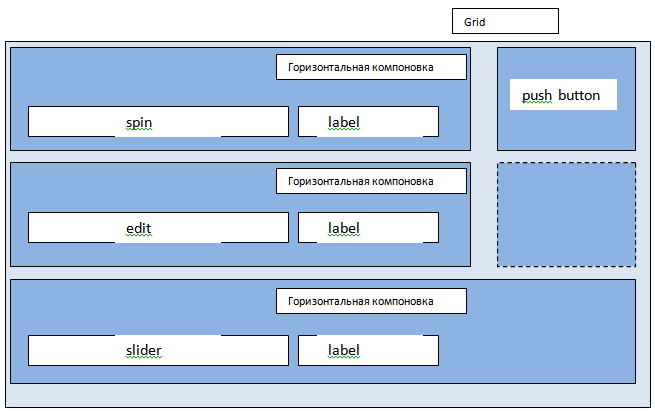 Grid
Горизонтальная компоновка
push button
spin
label
Горизонтальная компоновка
edit
label
Горизонтальная компоновка
slider
label